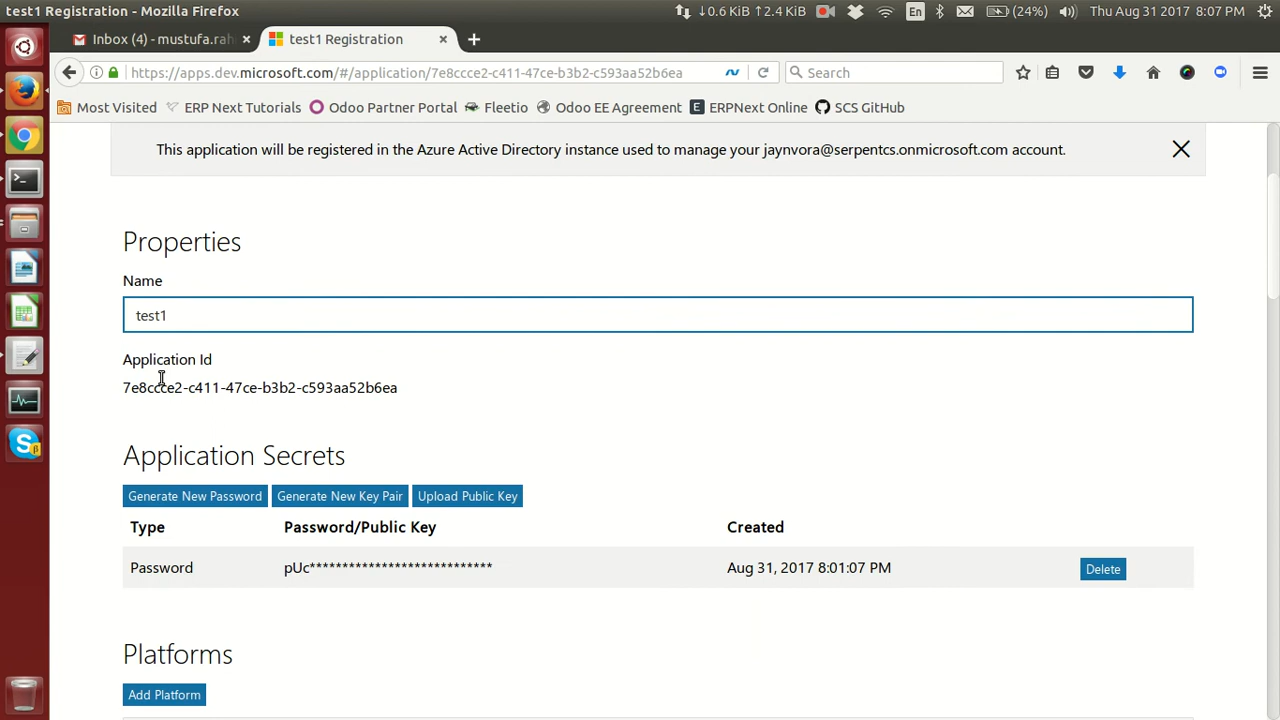 test1 Registration - Mozilla Firefox
↓0.6 KiB ↑2.4 KiB En (24%) Thu Aug 31 2017 8:07 PM
Inbox (4) - mustufa.rah
test1 Registration
https://apps.dev.microsoft.com/#/application/7e8ccce2-c411-47ce-b3b2-c593aa52b6ea
Search
Most Visited ERP Next Tutorials Odoo Partner Portal Fleetio Odoo EE Agreement ERPNext Online SCS GitHub
This application will be registered in the Azure Active Directory instance used to manage your jaynvora@serpentcs.onmicrosoft.com account.
Properties
Name
test1
Application Id
7e8ccce2-c411-47ce-b3b2-c593aa52b6ea
Application Secrets
Generate New Password Generate New Key Pair Upload Public Key
Type Password/Public Key Created
Password pUc**************************** Aug 31, 2017 8:01:07 PM Delete
Platforms
Add Platform